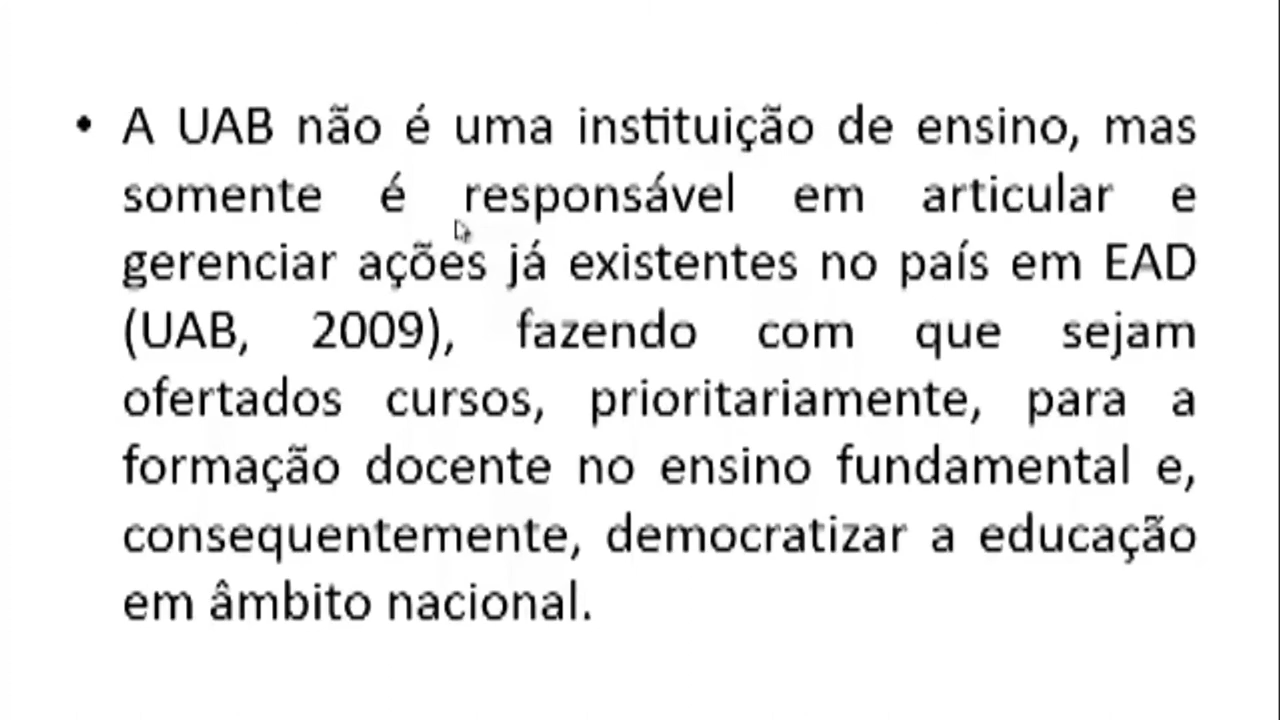 • A UAB não é uma instituição de ensino, mas
somente é responsável em articular e
gerenciar ações já existentes no país em EAD
(UAB, 2009), fazendo com que sejam
ofertados cursos, prioritariamente, para a
formação docente no ensino fundamental e,
consequentemente, democratizar a educação
em âmbito nacional.